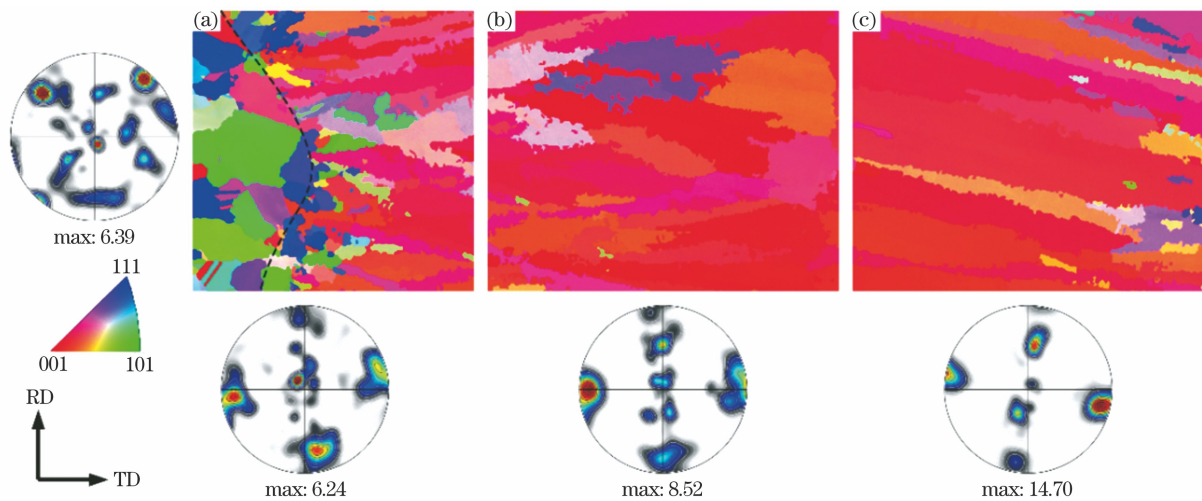 (a)
(b)
(c)
max: 6.39
111
001
101
RD
TD
max: 6.24
max: 8.52
max: 14.70